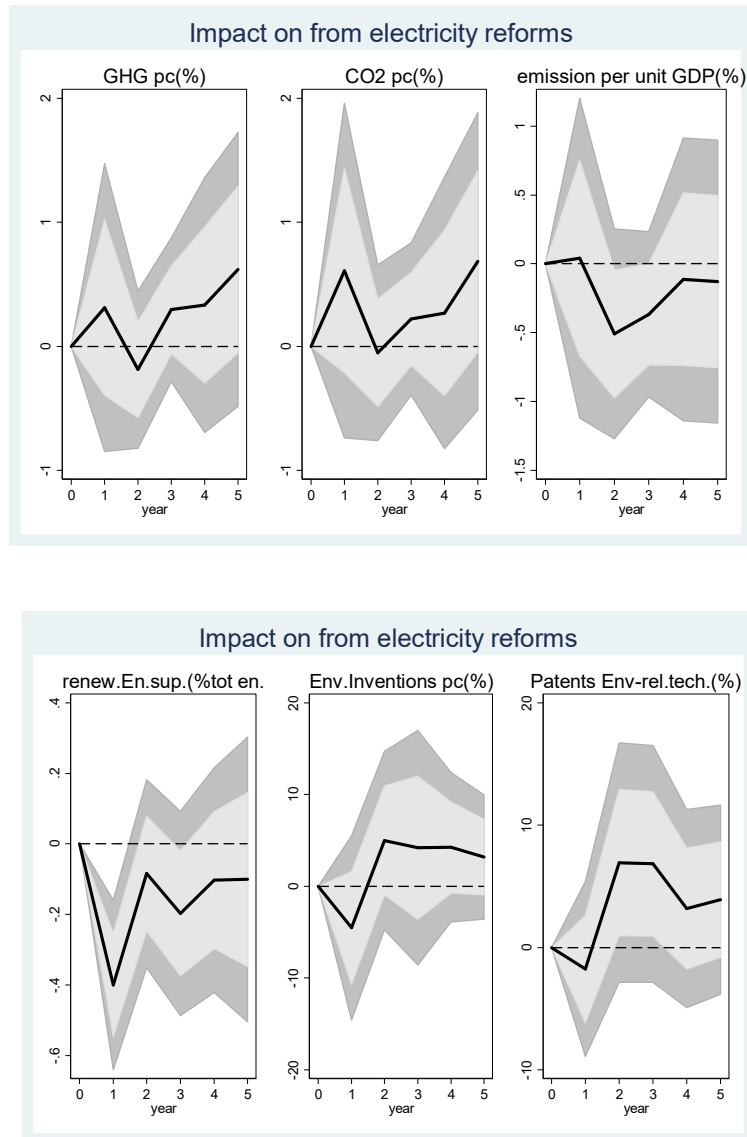 Impact on from electricity reforms
GHG pc(%)
2
1
0
-1
0 1 2 3 4 5
year
CO2 pc(%)
2
1
0
-1
0 1 2 3 4 5
year
emission per unit GDP(%)
1
.5
0
-.5
-1
-1.5
0 1 2 3 4 5
year
Impact on from electricity reforms
renew.En.sup.(%tot en.
.4
.2
0
-.2
-.4
-.6
0 1 2 3 4 5
year
Env.Inventions pc(%)
20
10
0
-10
-20
0 1 2 3 4 5
year
Patents Env-rel.tech.(%)
20
10
0
-10
0 1 2 3 4 5
year